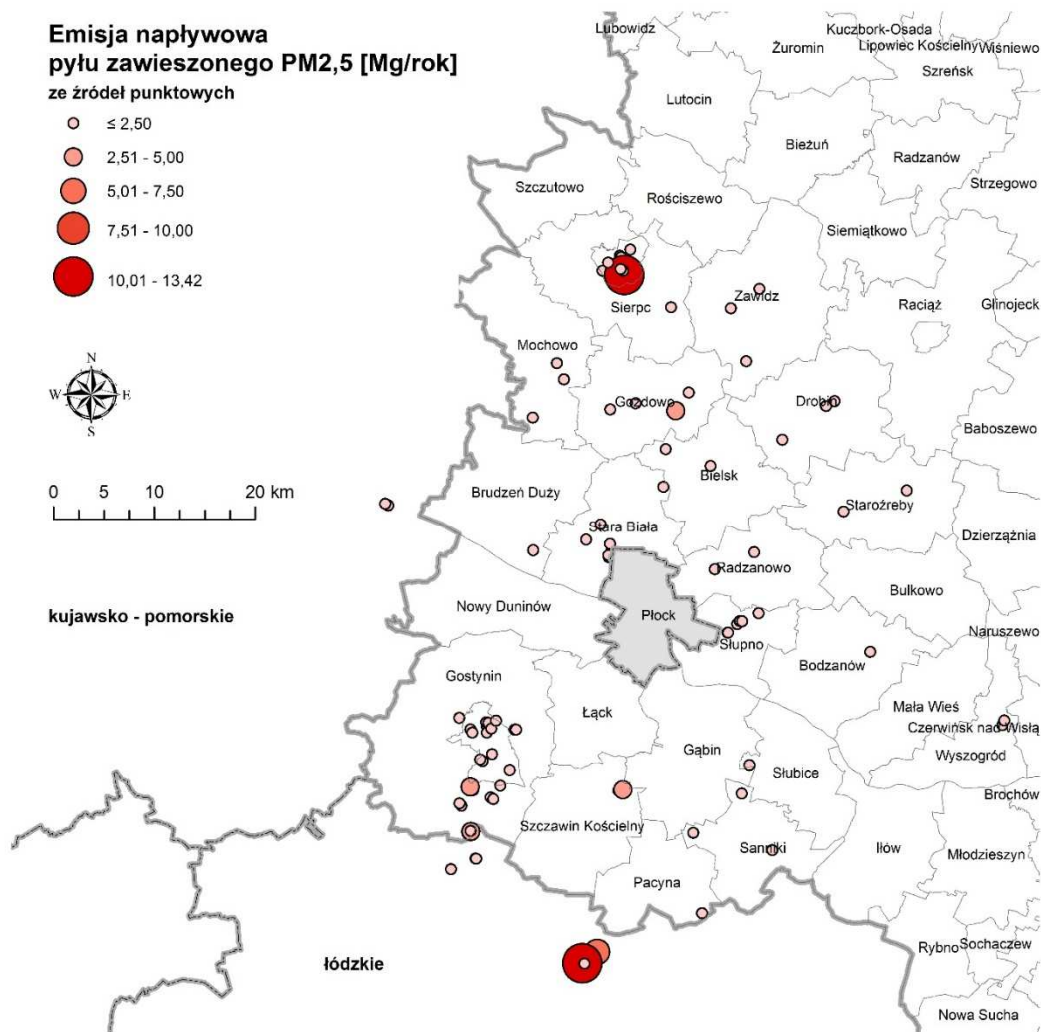 Emisja napływowa
pyłu zawieszonego PM2,5 [Mg/rok]
ze źródeł punktowych
≤ 2,50
2,51 - 5,00
5,01 - 7,50
7,51 - 10,00
10,01 - 13,42
N
W E
S
0 5 10 20 km
kujawsko - pomorskie
łódzkie
Lubowidz
Kuczbork-Osada
Żuromin
Lipowiec Kościelny
Wiśniewo
Szreńsk
Lutocin
Bieżuń
Radzanów
Strzegowo
Szczutowo
Rościszewo
Siemiątkowo
Sierpc
Zawidz
Raciąż
Glinojeck
Mochowo
Gozdowo
Drobin
Baboszewo
Brudzeń Duży
Bielsk
Staroźreby
Stara Biała
Dzierzążnia
Radzanowo
Bulkowo
Nowy Duninów
Płock
Słupno
Bodzanów
Naruszewo
Gostynin
Łąck
Mała Wieś
Czerwińsk nad Wisłą
Gąbin
Słubice
Wyszogród
Brochów
Szczawin Kościelny
Sanniki
Iłów
Młodzieszyn
Pacyna
Rybno
Sochaczew
Nowa Sucha